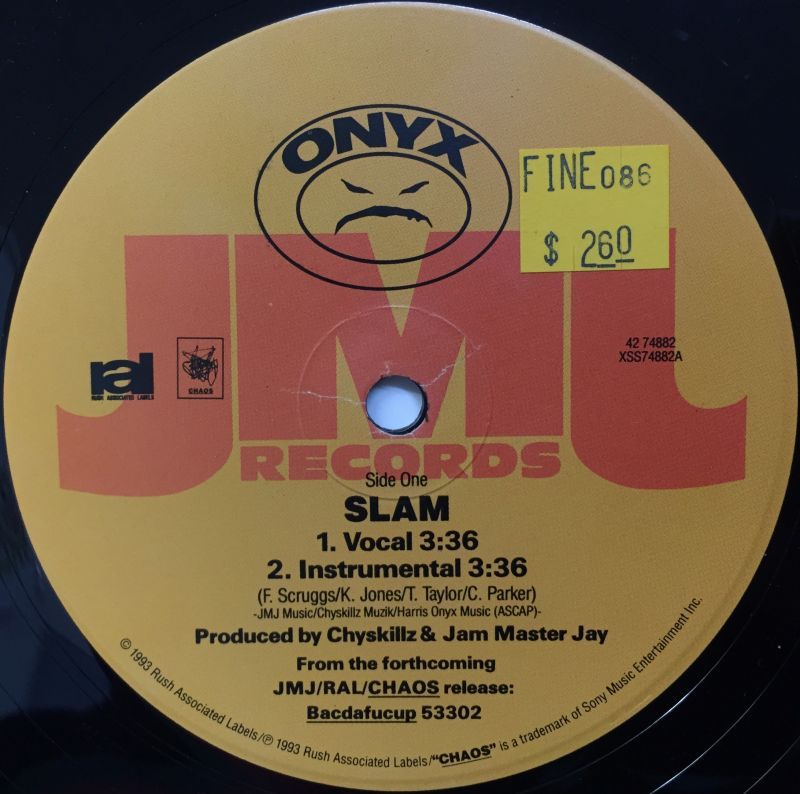 ONYX
FINE 086
$ 260
JMJ
RECORDS
42 74882
XSS74882A
ral
RUSH ASSOCIATED LABELS
CHAOS
Side One
SLAM
1. Vocal 3:36
2. Instrumental 3:36
(F. Scruggs/K. Jones/T. Taylor/C. Parker)
-JMJ Music/Chyskillz Muzik/Harris Onyx Music (ASCAP)-
Produced by Chyskillz & Jam Master Jay
From the forthcoming
JMJ/RAL/CHAOS release:
Bacdafucup 53302
© 1993 Rush Associated Labels/℗ 1993 Rush Associated Labels/"CHAOS" is a trademark of Sony Music Entertainment Inc.